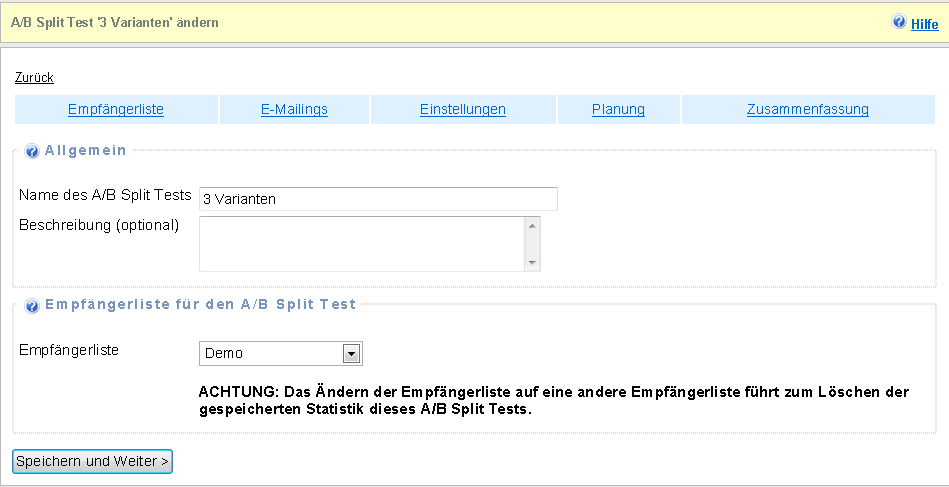 A/B Split Test '3 Varianten' ändern
Hilfe
Zurück
Empfängerliste E-Mailings Einstellungen Planung Zusammenfassung
Allgemein
Name des A/B Split Tests 3 Varianten
Beschreibung (optional)
Empfängerliste für den A/B Split Test
Empfängerliste Demo
ACHTUNG: Das Ändern der Empfängerliste auf eine andere Empfängerliste führt zum Löschen der
gespeicherten Statistik dieses A/B Split Tests.
Speichern und Weiter >